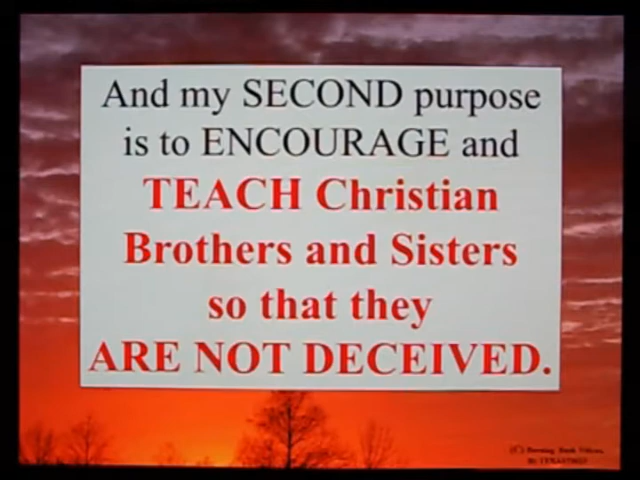 And my SECOND purpose
is to ENCOURAGE and
TEACH Christian
Brothers and Sisters
so that they
ARE NOT DECEIVED.
(C)